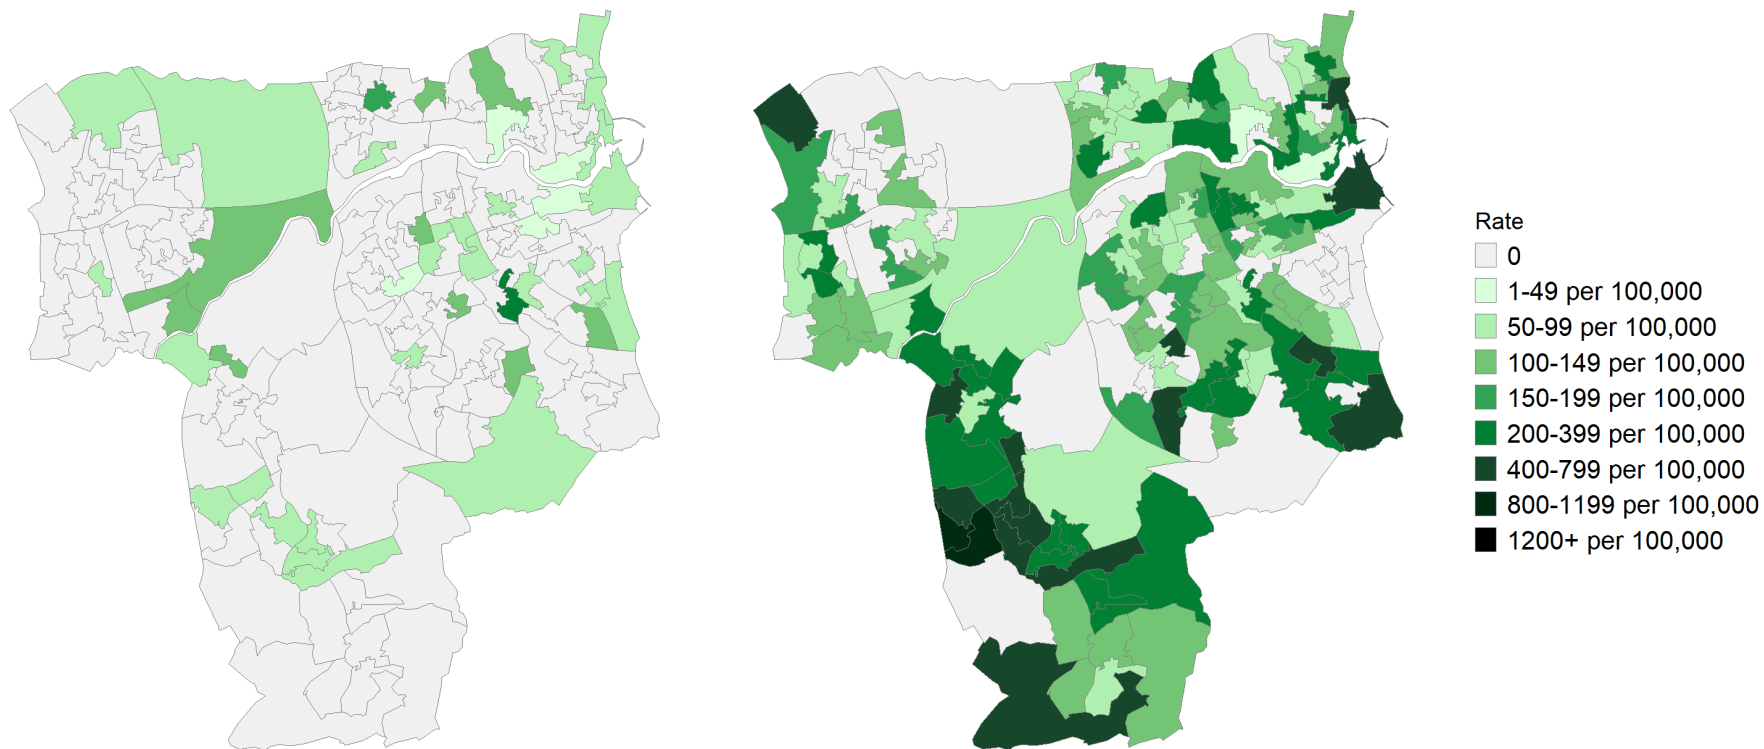 Rate
0
1-49 per 100,000
50-99 per 100,000
100-149 per 100,000
150-199 per 100,000
200-399 per 100,000
400-799 per 100,000
800-1199 per 100,000
1200+ per 100,000